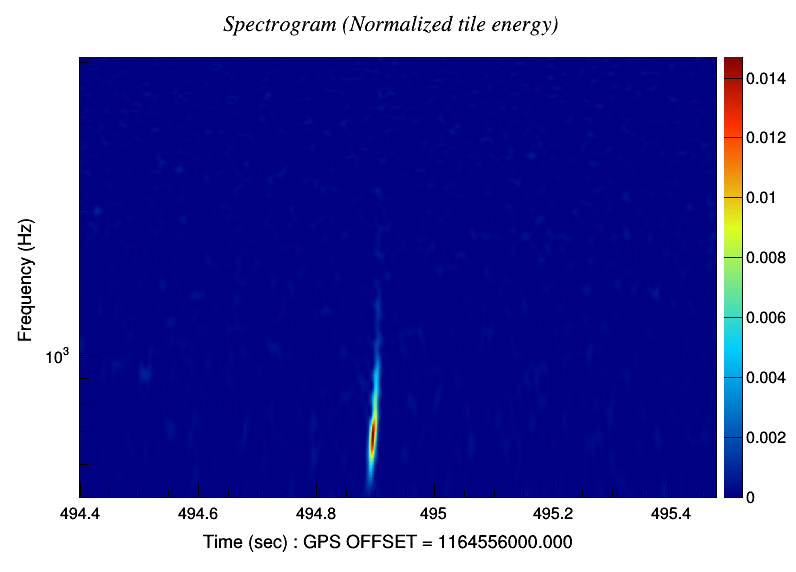 Spectrogram (Normalized tile energy)
0.014
0.012
0.01
0.008
0.006
0.004
0.002
0
Frequency (Hz)
10³
494.4 494.6 494.8 495 495.2 495.4
Time (sec) : GPS OFFSET = 1164556000.000